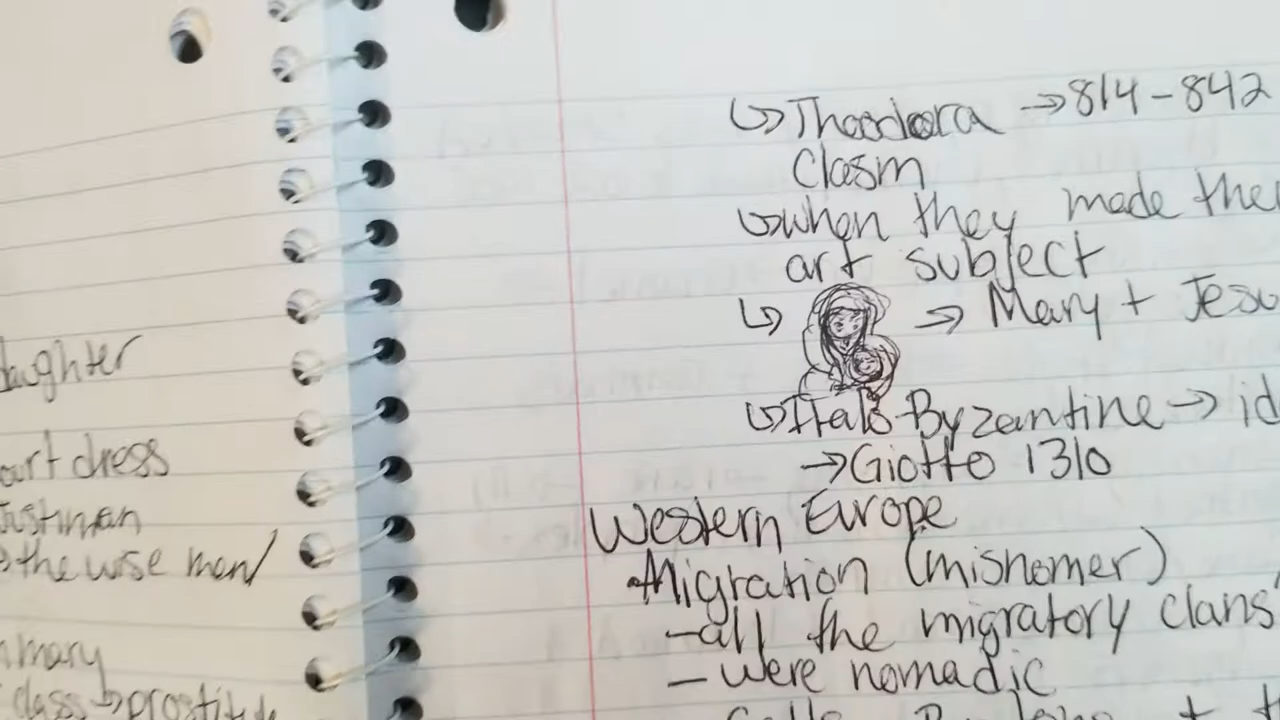 daughter
ourt dress
Justinian
the wise men/
mary
class→prostitute
↳Theodora →814-842
Clasm
↳when they made the
art subject
↳ → Mary + Jesu
↳Italo-Byzantine → id
→Giotto 1310
Western Europe
Migration (misnomer)
-all the migratory clans
- were nomadic